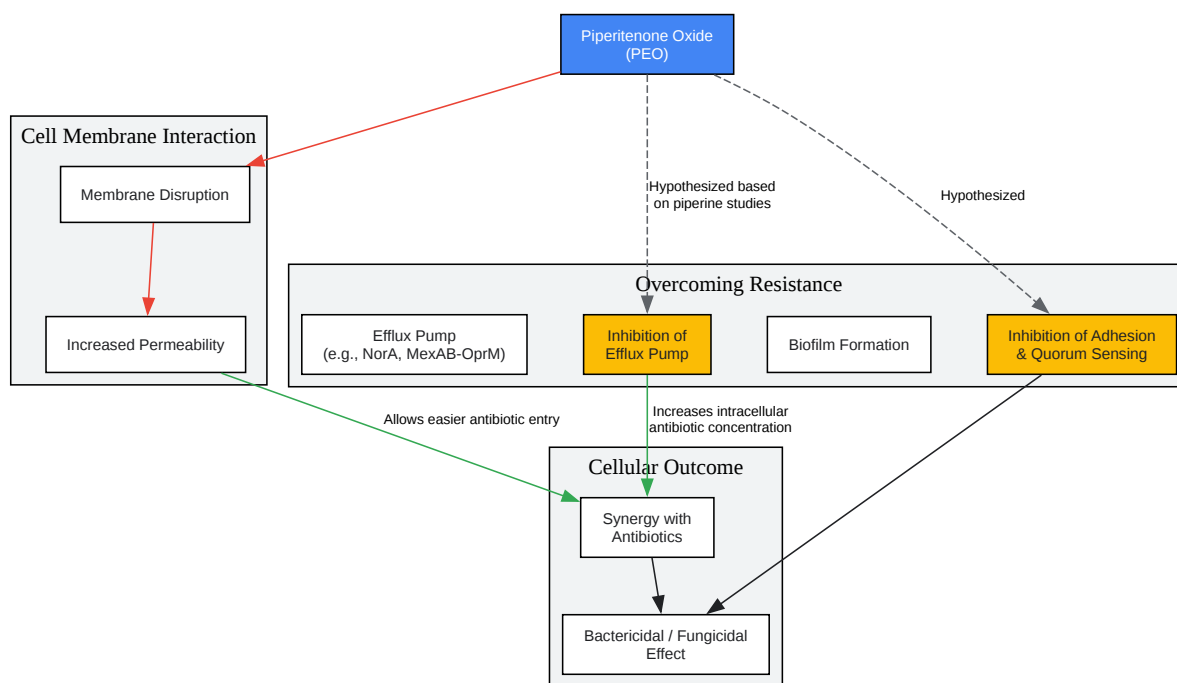 Piperitenone Oxide
(PEO)
Cell Membrane Interaction
Membrane Disruption
Hypothesized based
on piperine studies
Hypothesized
Overcoming Resistance
Increased Permeability
Efflux Pump
(e.g., NorA, MexAB-OprM)
Inhibition of
Efflux Pump
Biofilm Formation
Inhibition of Adhesion
& Quorum Sensing
Allows easier antibiotic entry
Increases intracellular
antibiotic concentration
Cellular Outcome
Synergy with
Antibiotics
Bactericidal / Fungicidal
Effect